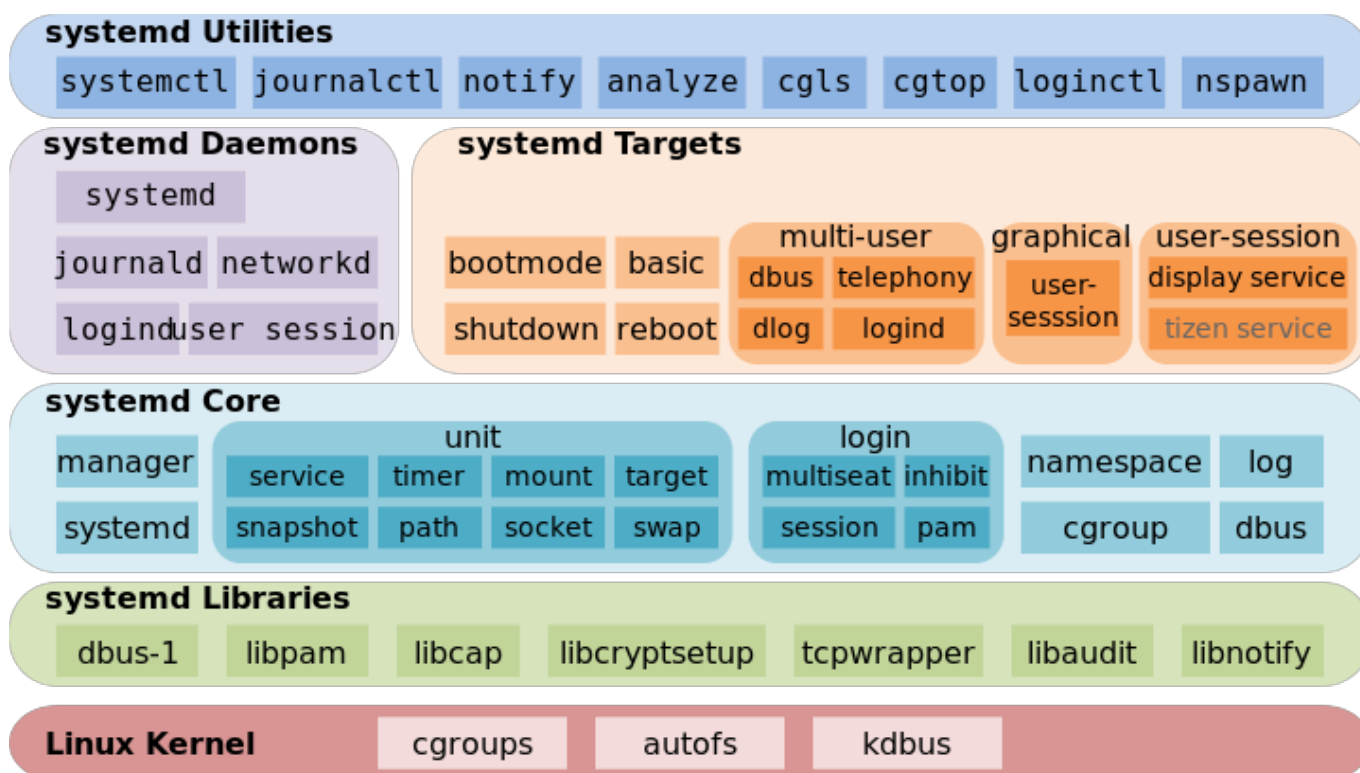 systemd Utilities
systemctl journalctl notify analyze cgls cgtop loginctl nspawn
systemd Daemons
systemd
journald networkd
logind user session
systemd Targets
bootmode basic
shutdown reboot
multi-user
dbus telephony
dlog logind
graphical
user-
sesssion
user-session
display service
tizen service
systemd Core
manager
systemd
unit
service timer mount target
snapshot path socket swap
login
multiseat inhibit
session pam
namespace log
cgroup dbus
systemd Libraries
dbus-1 libpam libcap libcryptsetup tcpwrapper libaudit libnotify
Linux Kernel cgroups autofs kdbus